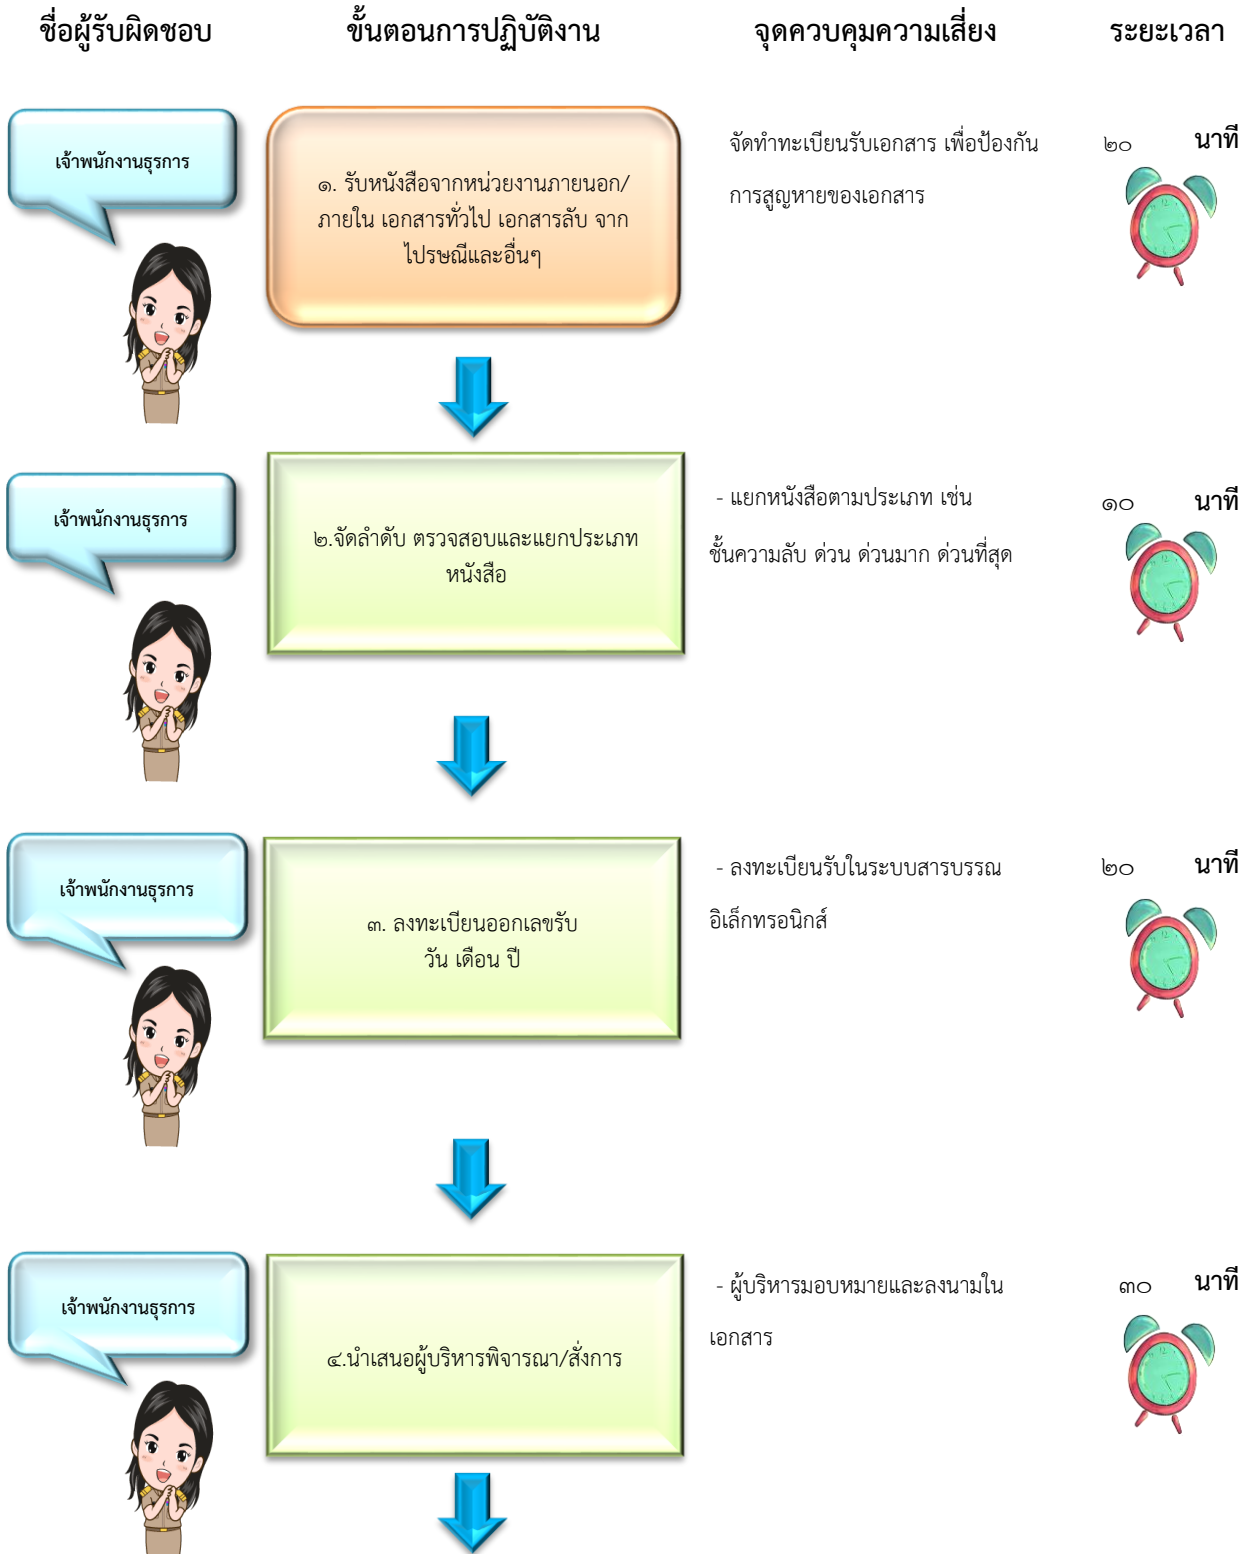 ชื่อผู้รับผิดชอบ ขั้นตอนการปฏิบัติงาน จุดควบคุมความเสี่ยง ระยะเวลา
เจ้าพนักงานธุรการ
๑. รับหนังสือจากหน่วยงานภายนอก/
ภายใน เอกสารทั่วไป เอกสารลับ จาก
ไปรษณีและอื่นๆ
จัดทำทะเบียนรับเอกสาร เพื่อป้องกัน
การสูญหายของเอกสาร
๒๐ นาที
เจ้าพนักงานธุรการ
๒.จัดลำดับ ตรวจสอบและแยกประเภท
หนังสือ
- แยกหนังสือตามประเภท เช่น
ชั้นความลับ ด่วน ด่วนมาก ด่วนที่สุด
๑๐ นาที
เจ้าพนักงานธุรการ
๓. ลงทะเบียนออกเลขรับ
วัน เดือน ปี
- ลงทะเบียนรับในระบบสารบรรณ
อิเล็กทรอนิกส์
๒๐ นาที
เจ้าพนักงานธุรการ
๔.นำเสนอผู้บริหารพิจารณา/สั่งการ
- ผู้บริหารมอบหมายและลงนามใน
เอกสาร
๓๐ นาที